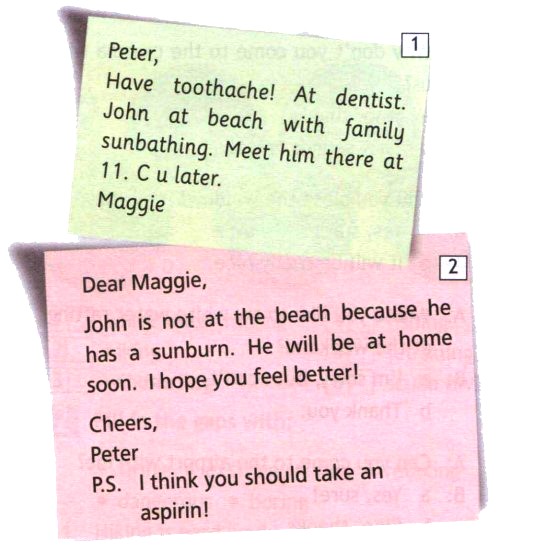 1
Peter,
Have toothache! At dentist.
John at beach with family
sunbathing. Meet him there at
11. C u later.
Maggie
2
Dear Maggie,
John is not at the beach because he
has a sunburn. He will be at home
soon. I hope you feel better!
Cheers,
Peter
P.S. I think you should take an
aspirin!